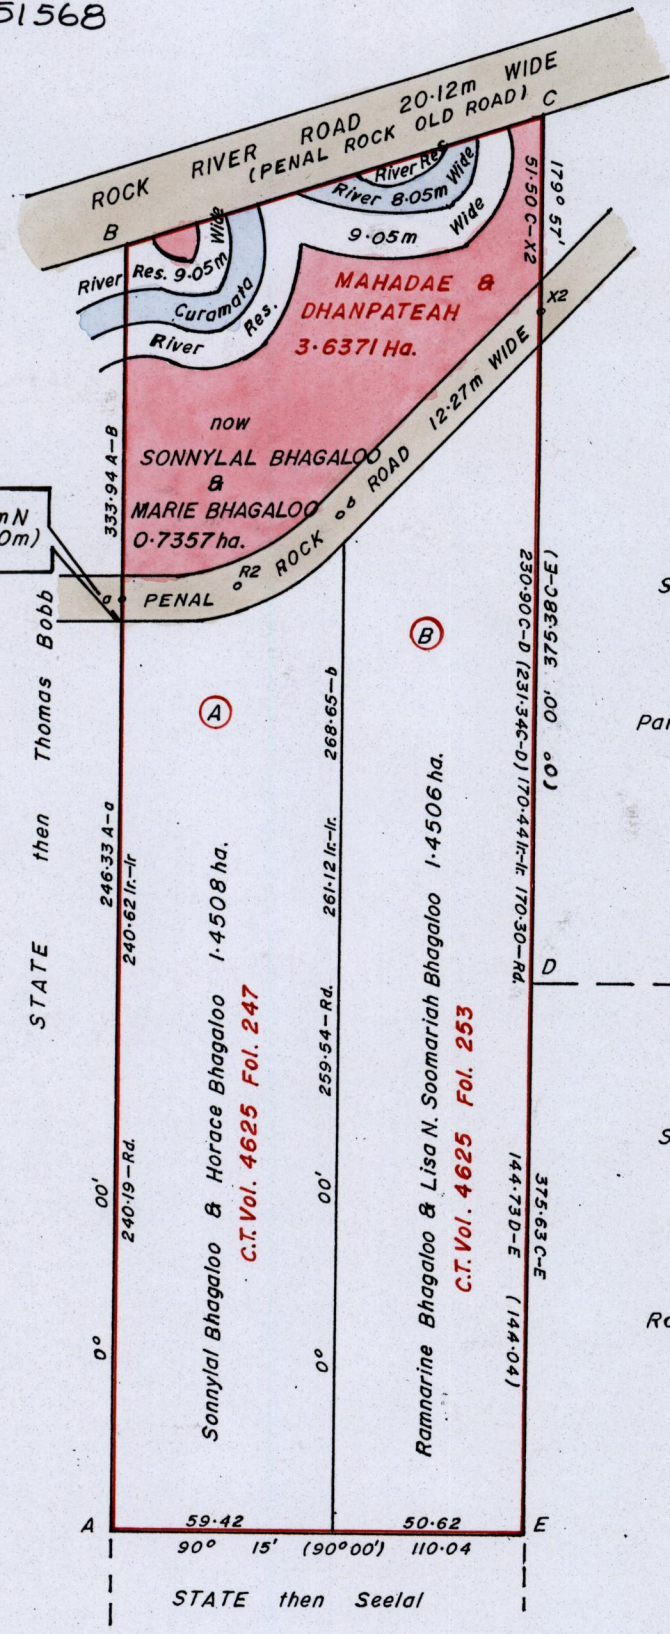 51568
ROCK RIVER ROAD 20·12m WIDE
(PENAL ROCK OLD ROAD)
C
B
River Res.
River 8·05m Wide
9·05m Wide
River Res. 9·05m Wide
Curamata
River Res.
179° 57'
51·50 C-X2
X2
MAHADAE &
DHANPATEAH
3·6371 Ha.
12·27m WIDE
now
SONNYLAL BHAGALOO
&
MARIE BHAGALOO
0·7357 ha.
333·94 A-B
mN
0m)
a
PENAL ROCK ROAD
R2
b
STATE then Thomas Bobb
A
B
230·90 C-D (231·34 C-D) 170·44 Ir.-Ir. 170·30-Rd.
(0° 00' 375·38 C-E)
S
Par
268·65-b
261·12 Ir.-Ir.
259·54-Rd.
0° 00'
246·33 A-a
240·62 Ir.-Ir
240·19-Rd.
0° 00'
Sonnylal Bhagaloo & Horace Bhagaloo 1·4508 ha.
C.T. Vol. 4625 Fol. 247
Ramnarine Bhagaloo & Lisa N. Soomariah Bhagaloo 1·4506 ha.
C.T. Vol. 4625 Fol. 253
D
S
144·73 D-E (144·04)
375·63 C-E
Ro
A
59·42
50·62
E
90° 15' (90°00') 110·04
STATE then Seelal